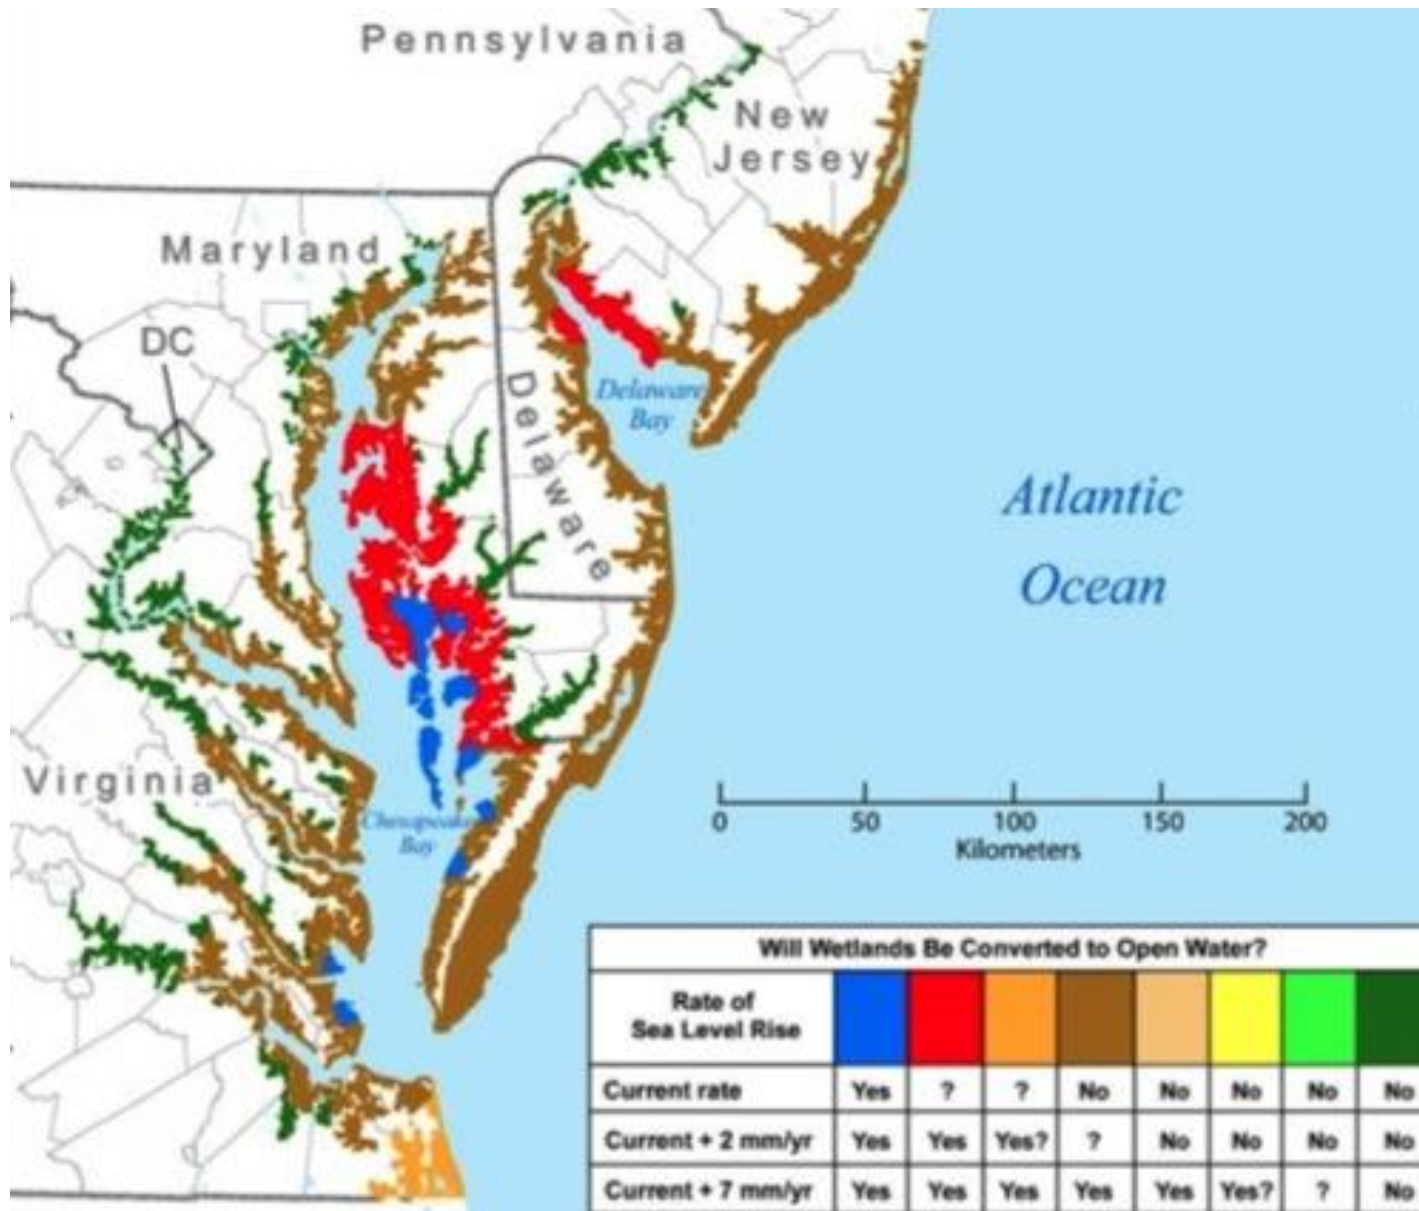 Pennsylvania
New
Jersey
Maryland
DC
Delaware
Bay
Delaware
Atlantic
Ocean
Virginia
Chesapeake
Bay
0 50 100 150 200
Kilometers
Will Wetlands Be Converted to Open Water?
Rate of
Sea Level Rise
Current rate Yes ? ? No No No No No
Current + 2 mm/yr Yes Yes Yes? ? No No No No
Current + 7 mm/yr Yes Yes Yes Yes Yes Yes? ? No